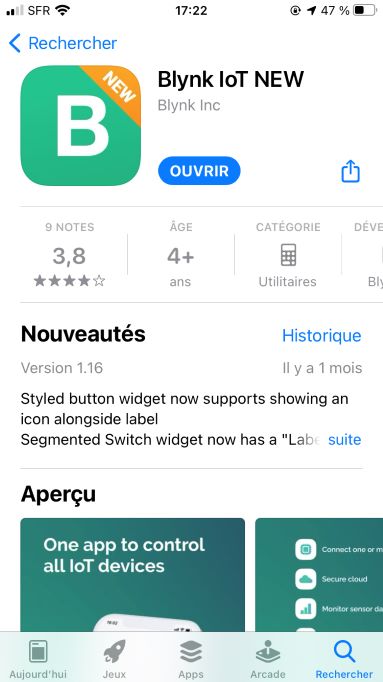 SFR 17:22 47 %
Rechercher
B
NEW
Blynk IoT NEW
Blynk Inc
OUVRIR
9 NOTES ÂGE CATÉGORIE DÉVE
3,8 4+
ans Utilitaires Bly
Nouveautés Historique
Version 1.16 Il y a 1 mois
Styled button widget now supports showing an
icon alongside label
Segmented Switch widget now has a "Labe suite
Aperçu
One app to control
all IoT devices
Connect one or m
Secure cloud
Monitor sensor da
Aujourd'hui Jeux Apps Arcade Rechercher